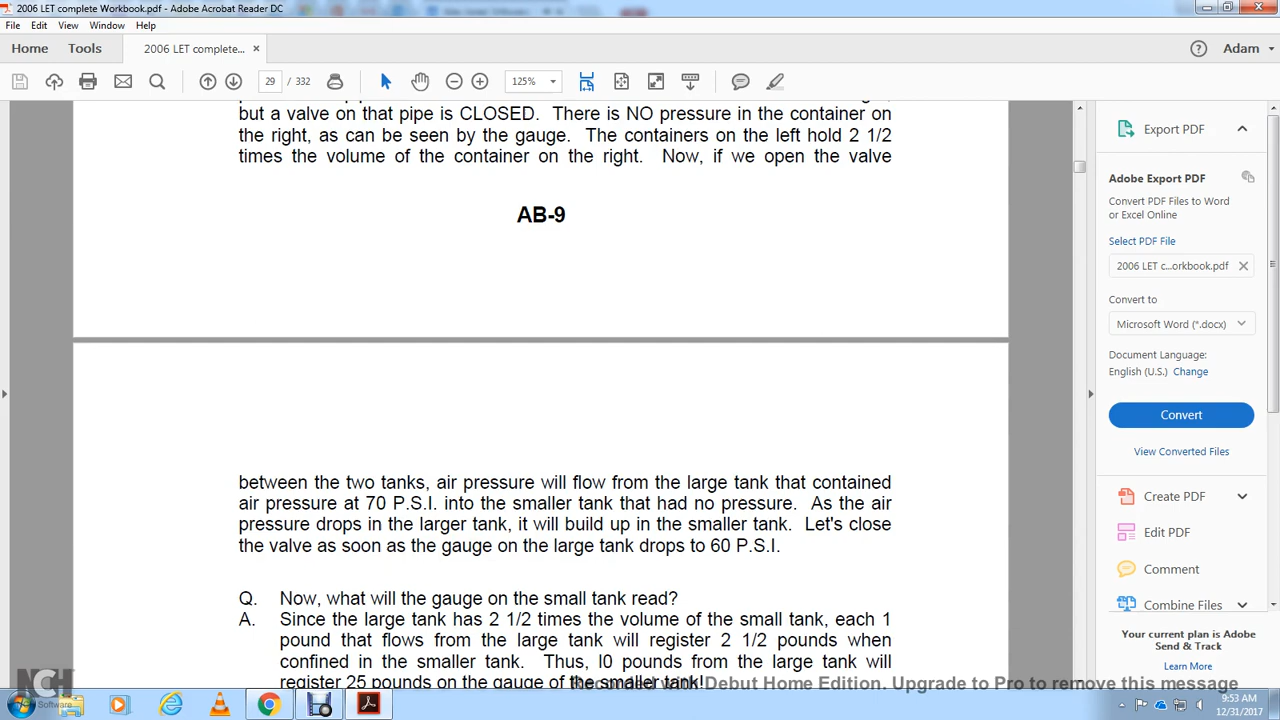 2006 LET complete Workbook.pdf - Adobe Acrobat Reader DC
File Edit View Window Help
Home Tools 2006 LET complete... × Adam
29 / 332 125%
but a valve on that pipe is CLOSED. There is NO pressure in the container on
the right, as can be seen by the gauge. The containers on the left hold 2 1/2
times the volume of the container on the right. Now, if we open the valve
AB-9
between the two tanks, air pressure will flow from the large tank that contained
air pressure at 70 P.S.I. into the smaller tank that had no pressure. As the air
pressure drops in the larger tank, it will build up in the smaller tank. Let's close
the valve as soon as the gauge on the large tank drops to 60 P.S.I.
Q. Now, what will the gauge on the small tank read?
A. Since the large tank has 2 1/2 times the volume of the small tank, each 1
pound that flows from the large tank will register 2 1/2 pounds when
confined in the smaller tank. Thus, l0 pounds from the large tank will
register 25 pounds on the gauge of the smaller tank!
Export PDF
Adobe Export PDF
Convert PDF Files to Word
or Excel Online
Select PDF File
2006 LET c...orkbook.pdf
Convert to
Microsoft Word (*.docx)
Document Language:
English (U.S.) Change
Convert
View Converted Files
Create PDF
Edit PDF
Comment
Combine Files
Your current plan is Adobe
Send & Track
Learn More
NCH
Software
Recorded with Debut Home Edition. Upgrade to Pro to remove this message
9:53 AM
12/31/2017